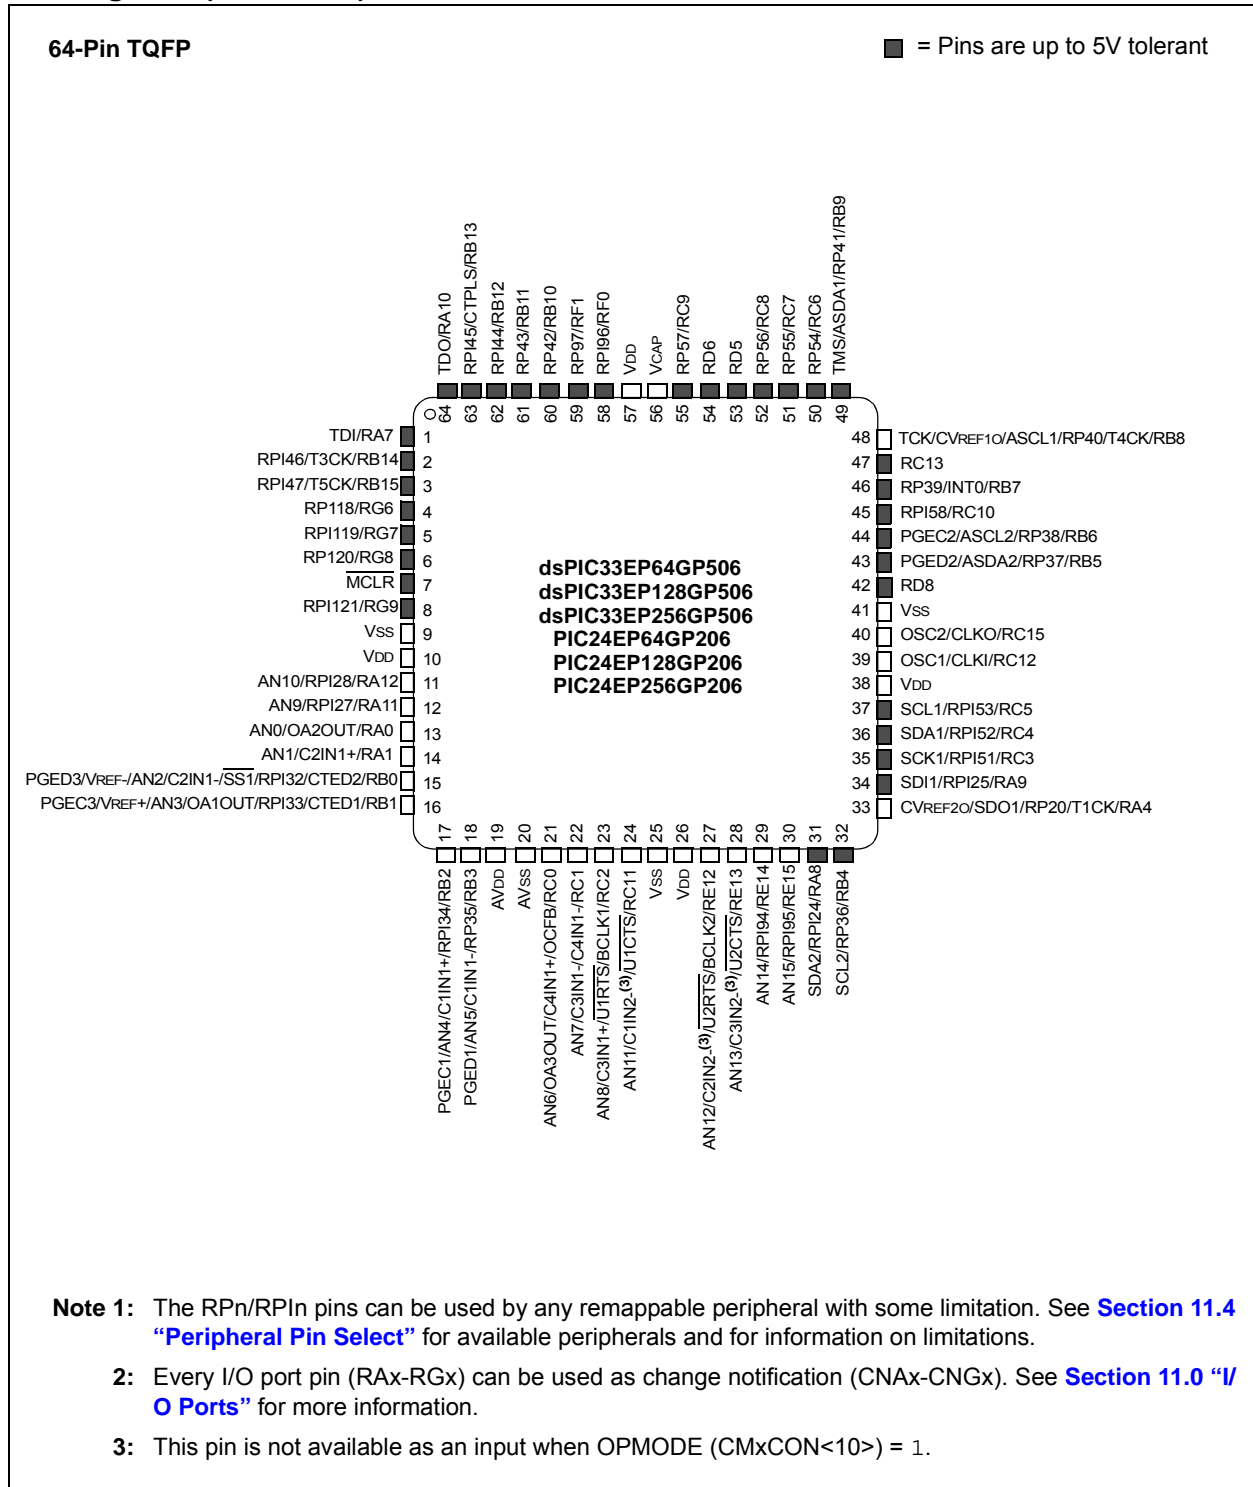 64-Pin TQFP
= Pins are up to 5V tolerant
TDO/RA10
RPI45/CTPLS/RB13
RPI44/RB12
RP43/RB11
RP42/RB10
RP97/RF1
RPI96/RF0
VDD
VCAP
RP57/RC9
RD6
RD5
RP56/RC8
RP55/RC7
RP54/RC6
TMS/ASDA1/RP41/RB9
64 63 62 61 60 59 58 57 56 55 54 53 52 51 50 49
TDI/RA7 1
RPI46/T3CK/RB14 2
RPI47/T5CK/RB15 3
RP118/RG6 4
RPI119/RG7 5
RP120/RG8 6
MCLR 7
RPI121/RG9 8
VSS 9
VDD 10
AN10/RPI28/RA12 11
AN9/RPI27/RA11 12
AN0/OA2OUT/RA0 13
AN1/C2IN1+/RA1 14
PGED3/VREF-/AN2/C2IN1-/SS1/RPI32/CTED2/RB0 15
PGEC3/VREF+/AN3/OA1OUT/RPI33/CTED1/RB1 16
dsPIC33EP64GP506
dsPIC33EP128GP506
dsPIC33EP256GP506
PIC24EP64GP206
PIC24EP128GP206
PIC24EP256GP206
48 TCK/CVREF1O/ASCL1/RP40/T4CK/RB8
47 RC13
46 RP39/INT0/RB7
45 RPI58/RC10
44 PGEC2/ASCL2/RP38/RB6
43 PGED2/ASDA2/RP37/RB5
42 RD8
41 VSS
40 OSC2/CLKO/RC15
39 OSC1/CLKI/RC12
38 VDD
37 SCL1/RPI53/RC5
36 SDA1/RPI52/RC4
35 SCK1/RPI51/RC3
34 SDI1/RPI25/RA9
33 CVREF2O/SDO1/RP20/T1CK/RA4
17 18 19 20 21 22 23 24 25 26 27 28 29 30 31 32
PGEC1/AN4/C1IN1+/RPI34/RB2
PGED1/AN5/C1IN1-/RP35/RB3
AVDD
AVSS
AN6/OA3OUT/C4IN1+/OCFB/RC0
AN7/C3IN1-/C4IN1-/RC1
AN8/C3IN1+/U1RTS/BCLK1/RC2
AN11/C1IN2-(3)/U1CTS/RC11
VSS
VDD
AN12/C2IN2-(3)/U2RTS/BCLK2/RE12
AN13/C3IN2-(3)/U2CTS/RE13
AN14/RPI94/RE14
AN15/RPI95/RE15
SDA2/RPI24/RA8
SCL2/RP36/RB4
Note 1: The RPn/RPIn pins can be used by any remappable peripheral with some limitation. See Section 11.4
“Peripheral Pin Select” for available peripherals and for information on limitations.
2: Every I/O port pin (RAx-RGx) can be used as change notification (CNAx-CNGx). See Section 11.0 “I/
O Ports” for more information.
3: This pin is not available as an input when OPMODE (CMxCON<10>) = 1.